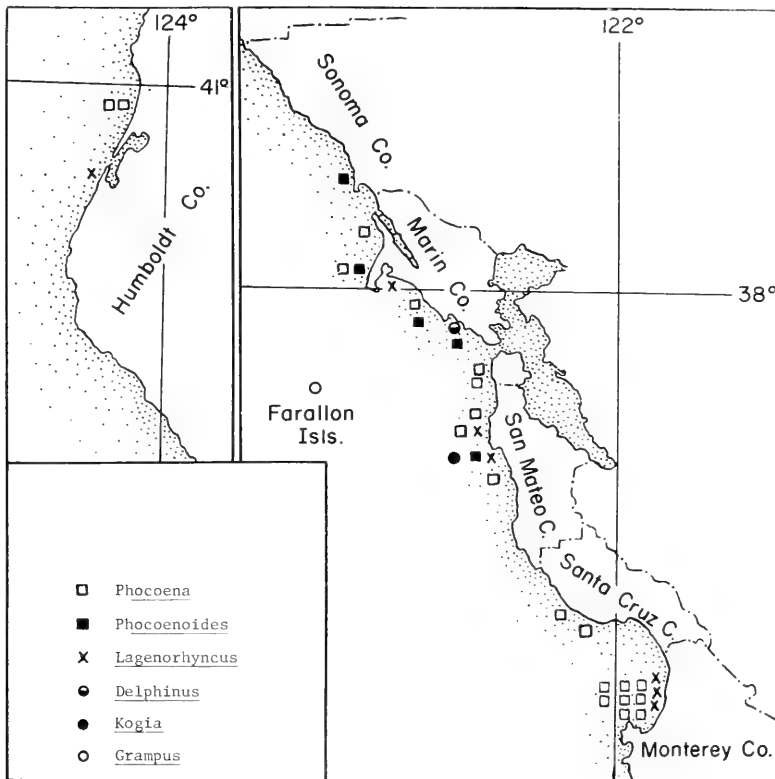 124°
41°
Humboldt Co.
122°
Sonoma Co.
Marin Co.
38°
Farallon
Isls.
San Mateo C.
Santa Cruz C.
Monterey Co.
Phocoena
Phocoenoides
Lagenorhyncus
Delphinus
Kogia
Grampus